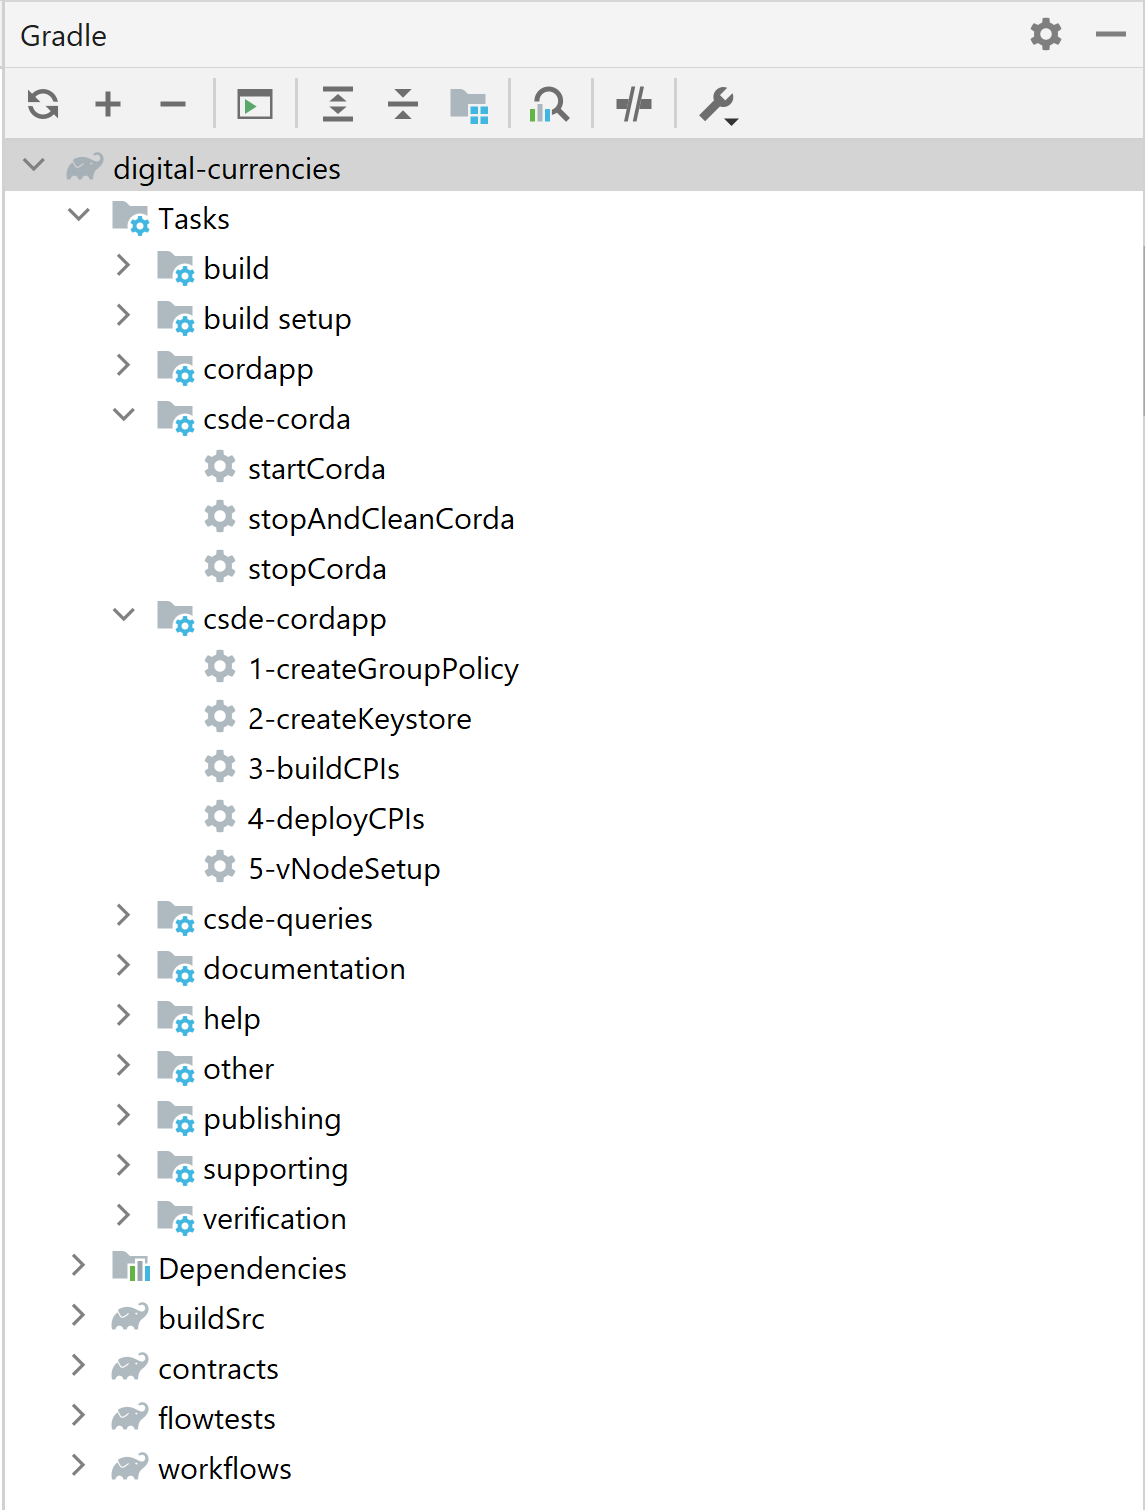 Gradle
digital-currencies
Tasks
build
build setup
cordapp
csde-corda
startCorda
stopAndCleanCorda
stopCorda
csde-cordapp
1-createGroupPolicy
2-createKeystore
3-buildCPIs
4-deployCPIs
5-vNodeSetup
csde-queries
documentation
help
other
publishing
supporting
verification
Dependencies
buildSrc
contracts
flowtests
workflows